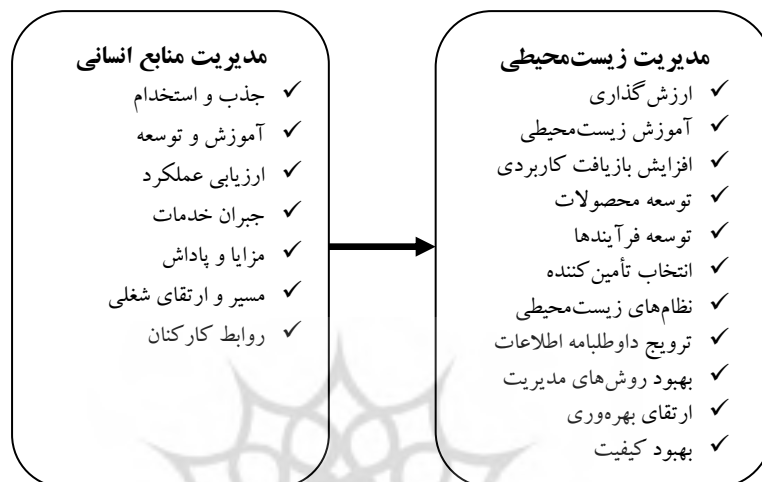 مدیریت زیست‌محیطی
✓ ارزش‌گذاری
✓ آموزش زیست‌محیطی
✓ افزایش بازیافت کاربردی
✓ توسعه محصولات
✓ توسعه فرآیندها
✓ انتخاب تأمین‌کننده
✓ نظام‌های زیست‌محیطی
✓ ترویج داوطلبامه اطلاعات
✓ بهبود روش‌های مدیریت
✓ ارتقای بهره‌وری
✓ بهبود کیفیت
مدیریت منابع انسانی
✓ جذب و استخدام
✓ آموزش و توسعه
✓ ارزیابی عملکرد
✓ جبران خدمات
✓ مزایا و پاداش
✓ مسیر و ارتقای شغلی
✓ روابط کارکنان